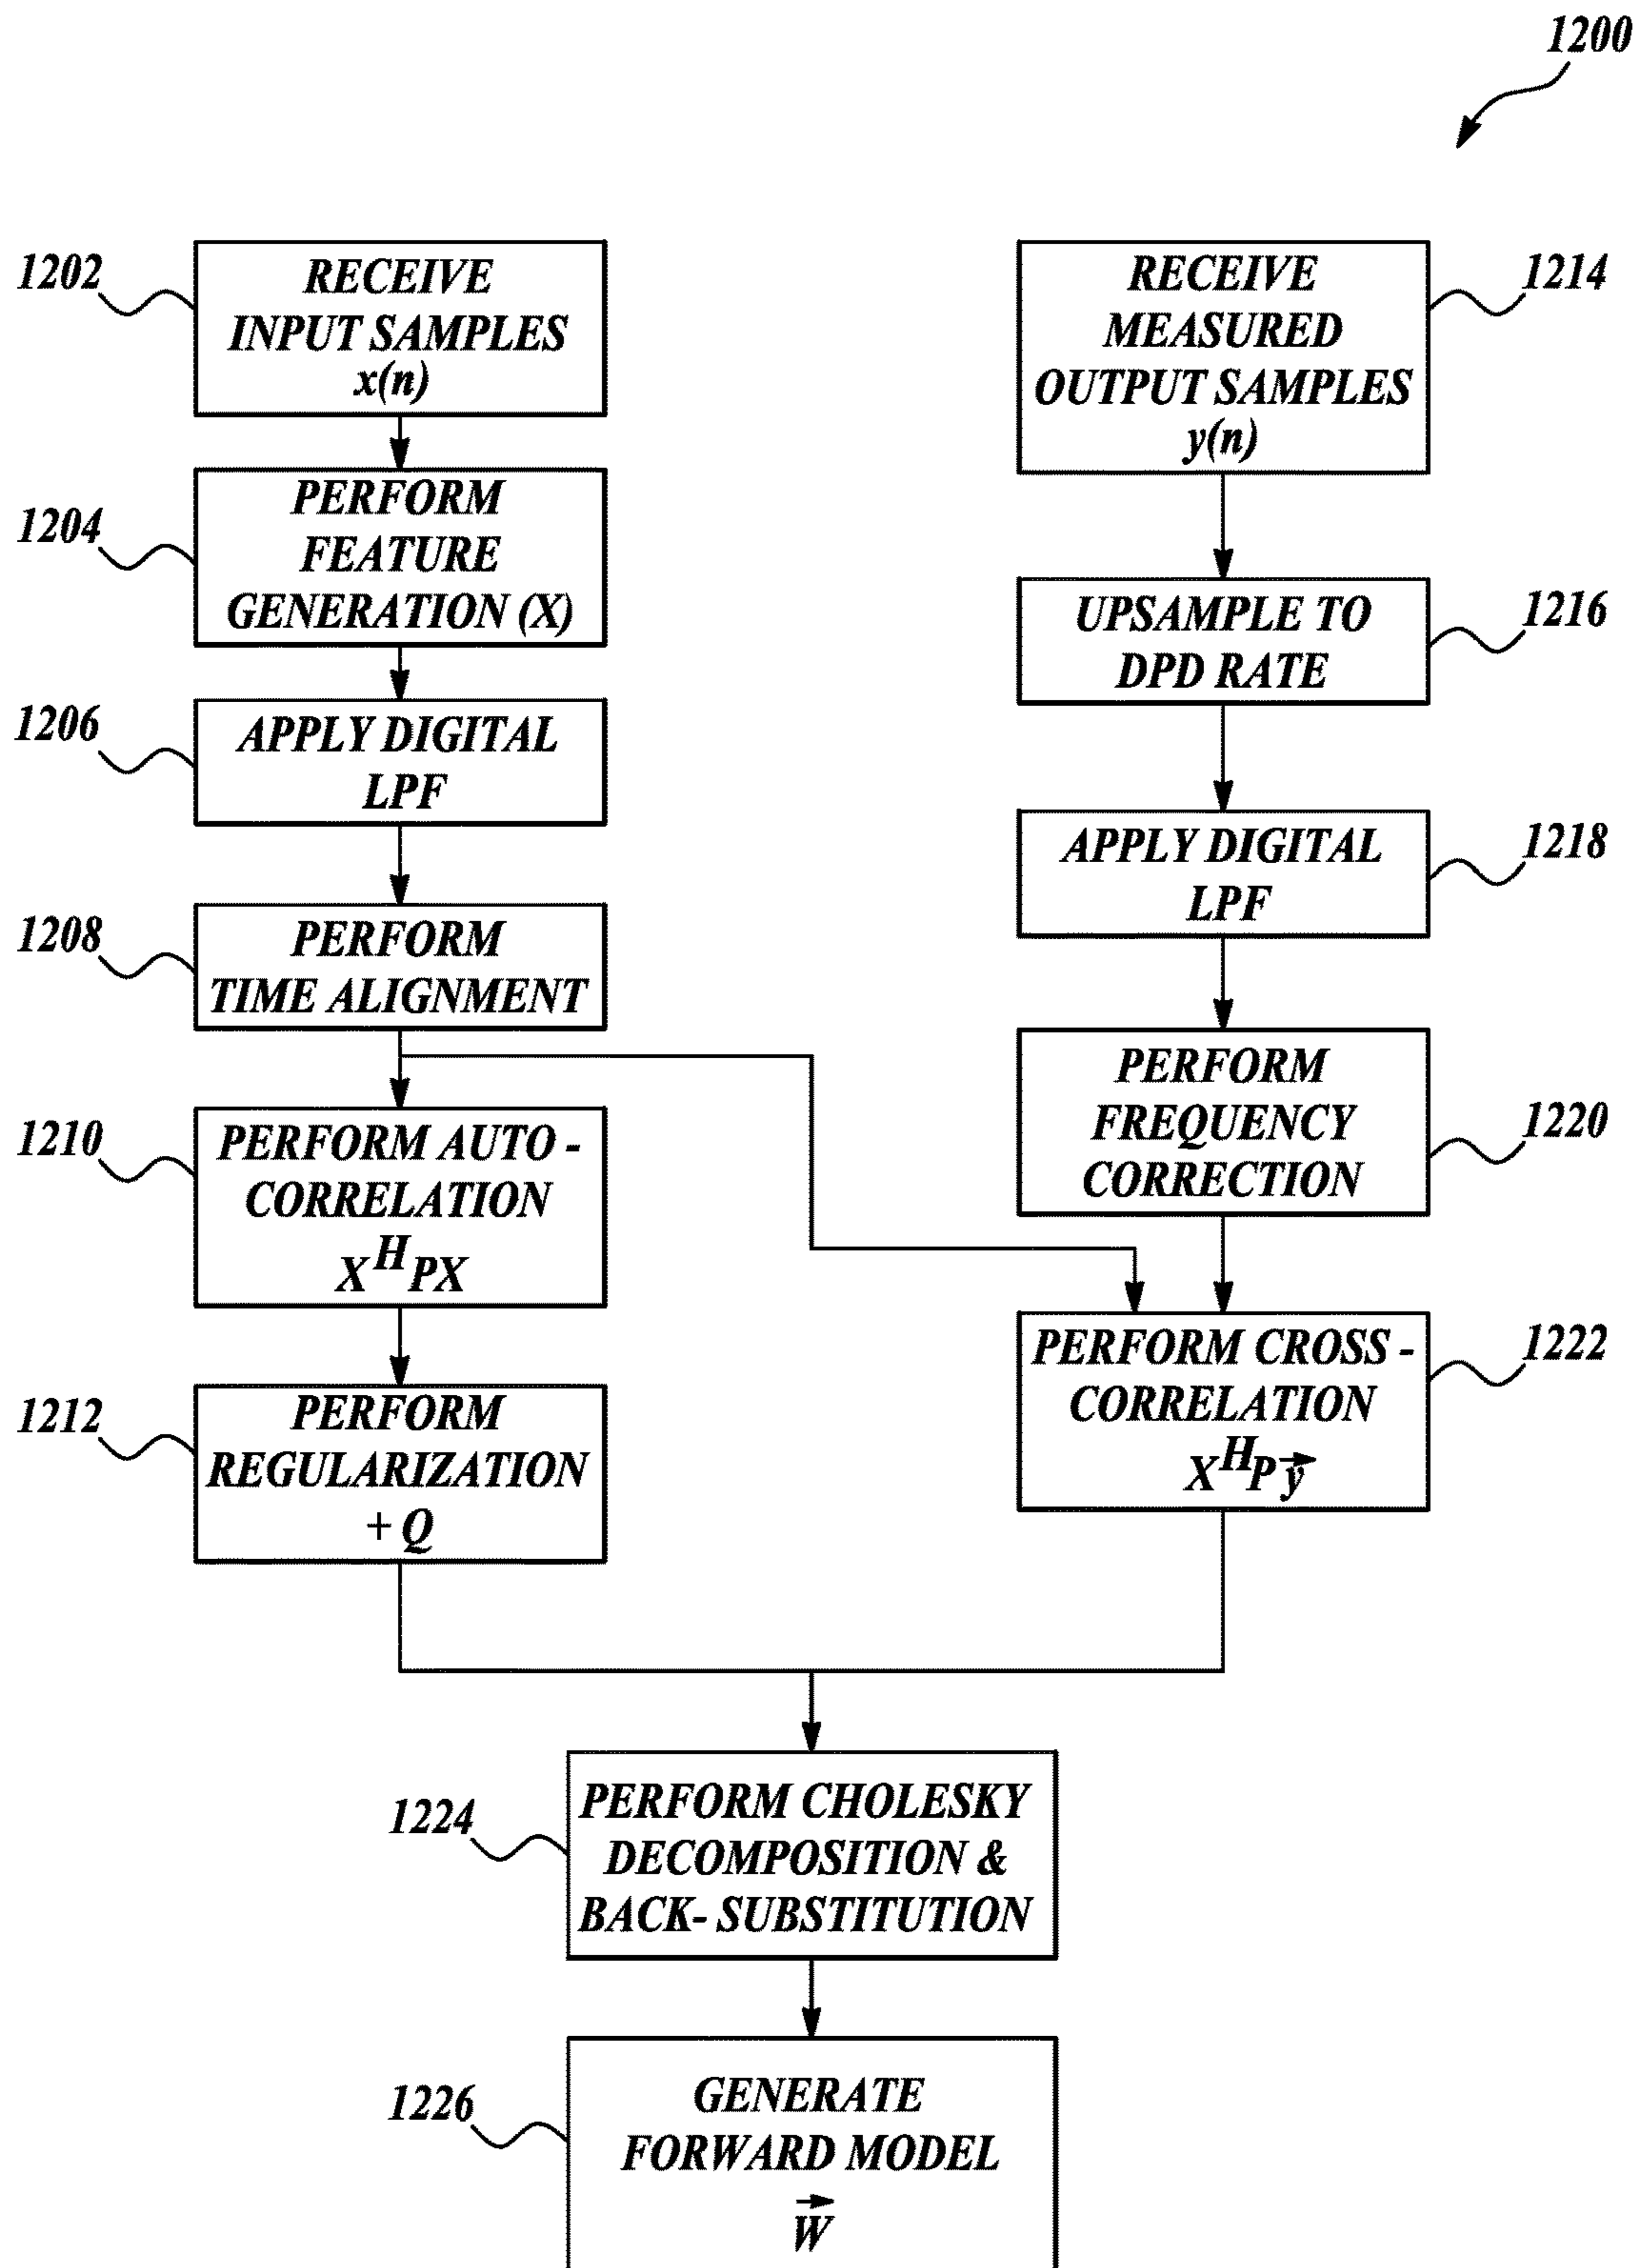 1200
1202
RECEIVE
INPUT SAMPLES
x(n)
1204
PERFORM
FEATURE
GENERATION (X)
1206
APPLY DIGITAL
LPF
1208
PERFORM
TIME ALIGNMENT
1210
PERFORM AUTO -
CORRELATION
X^H PX
1212
PERFORM
REGULARIZATION
+ Q
RECEIVE
MEASURED
OUTPUT SAMPLES
y(n)
1214
UPSAMPLE TO
DPD RATE
1216
APPLY DIGITAL
LPF
1218
PERFORM
FREQUENCY
CORRECTION
1220
PERFORM CROSS -
CORRELATION
X^H P y⃗
1222
1224
PERFORM CHOLESKY
DECOMPOSITION &
BACK- SUBSTITUTION
1226
GENERATE
FORWARD MODEL
W⃗